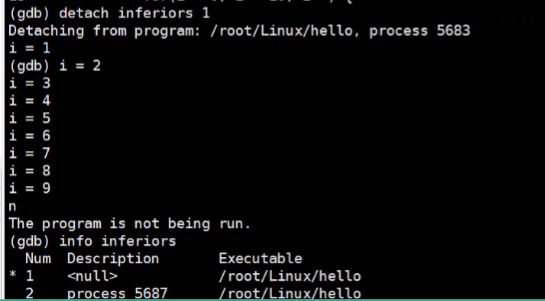 (gdb) detach inferiors 1
Detaching from program: /root/Linux/hello, process 5683
i = 1
(gdb) i = 2
i = 3
i = 4
i = 5
i = 6
i = 7
i = 8
i = 9
n
The program is not being run.
(gdb) info inferiors
  Num  Description       Executable
* 1    <null>            /root/Linux/hello
  2    process 5687      /root/Linux/hello